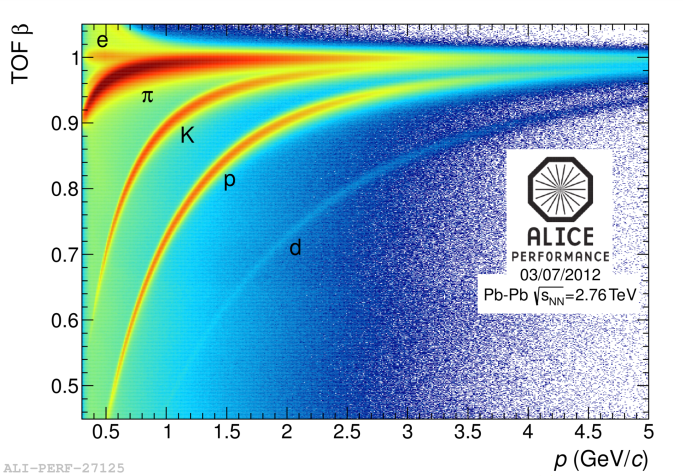 TOF β
e
π
K
p
d
1
0.9
0.8
0.7
0.6
0.5
ALICE
PERFORMANCE
03/07/2012
Pb-Pb √sNN=2.76 TeV
0.5 1 1.5 2 2.5 3 3.5 4 4.5 5
p (GeV/c)
ALI-PERF-27125